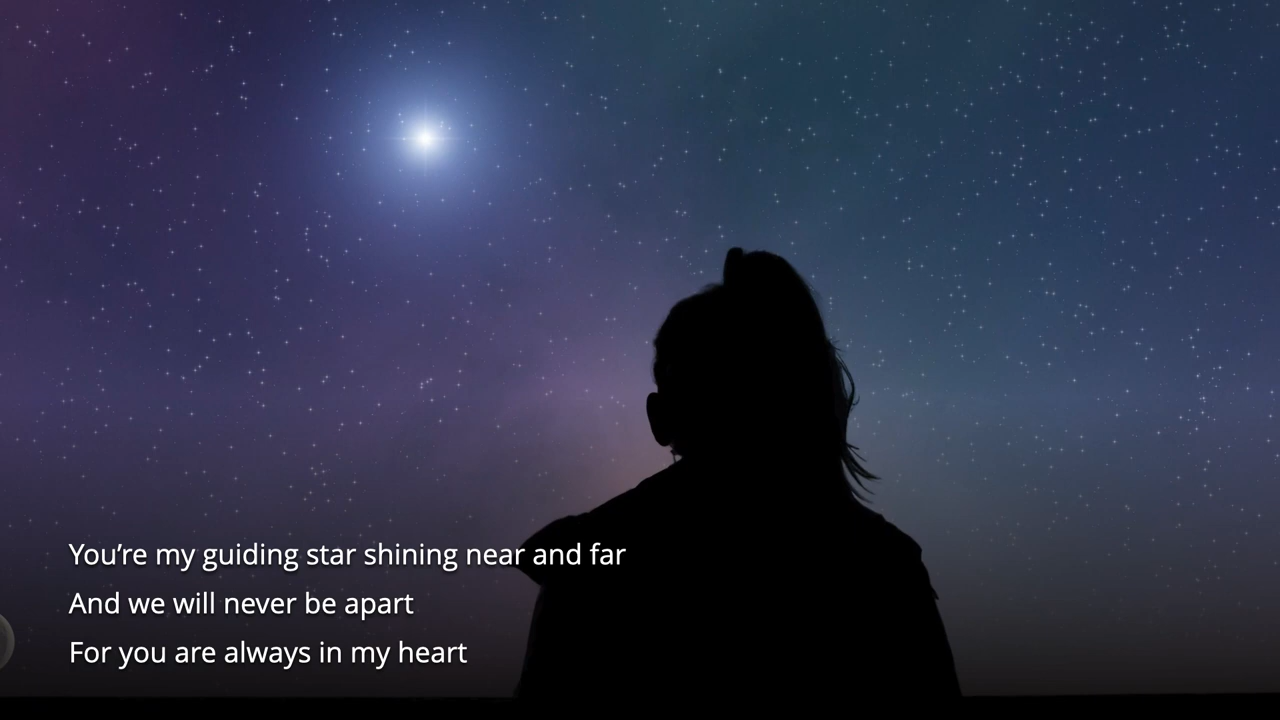 You’re my guiding star shining near and far
And we will never be apart
For you are always in my heart